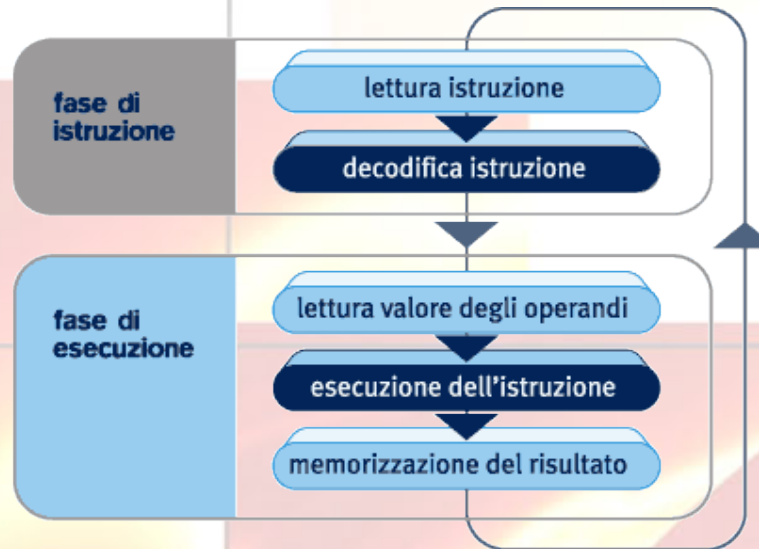 fase di
istruzione
lettura istruzione
decodifica istruzione
fase di
esecuzione
lettura valore degli operandi
esecuzione dell'istruzione
memorizzazione del risultato